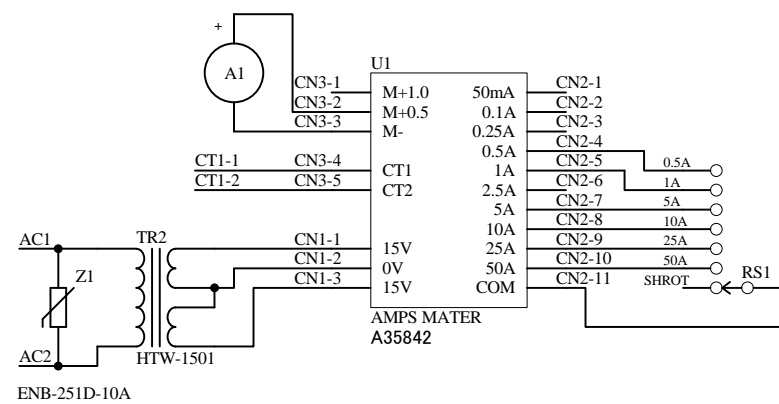 +
A1
U1
CN3-1
CN3-2
CN3-3
CT1-1
CN3-4
CT1-2
CN3-5
M+1.0
M+0.5
M-
CT1
CT2
15V
0V
15V
50mA
0.1A
0.25A
0.5A
1A
2.5A
5A
10A
25A
50A
COM
CN2-1
CN2-2
CN2-3
CN2-4
CN2-5
CN2-6
CN2-7
CN2-8
CN2-9
CN2-10
CN2-11
0.5A
1A
5A
10A
25A
50A
SHROT
RS1
AC1
TR2
CN1-1
CN1-2
CN1-3
Z1
AC2
HTW-1501
AMPS MATER
A35842
ENB-251D-10A